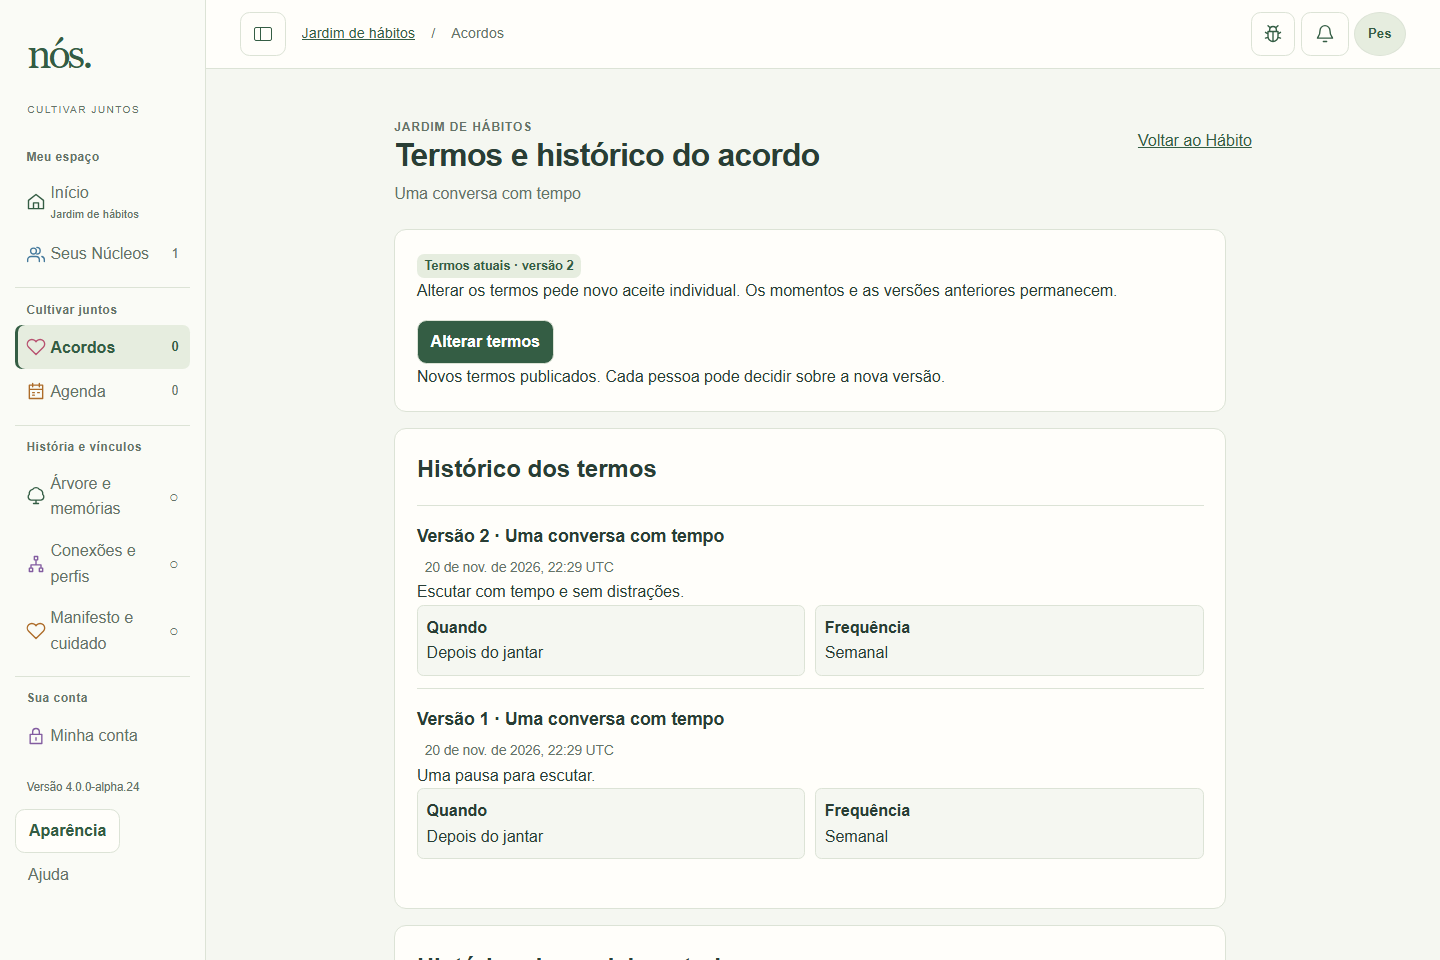 nós.
CULTIVAR JUNTOS
Meu espaço
Início
Jardim de hábitos
Seus Núcleos 1
Cultivar juntos
Acordos 0
Agenda 0
História e vínculos
Árvore e
memórias
Conexões e
perfis
Manifesto e
cuidado
Sua conta
Minha conta
Versão 4.0.0-alpha.24
Aparência
Ajuda
Jardim de hábitos / Acordos
Pes
JARDIM DE HÁBITOS
Termos e histórico do acordo
Uma conversa com tempo
Voltar ao Hábito
Termos atuais · versão 2
Alterar os termos pede novo aceite individual. Os momentos e as versões anteriores permanecem.
Alterar termos
Novos termos publicados. Cada pessoa pode decidir sobre a nova versão.
Histórico dos termos
Versão 2 · Uma conversa com tempo
20 de nov. de 2026, 22:29 UTC
Escutar com tempo e sem distrações.
Quando
Depois do jantar
Frequência
Semanal
Versão 1 · Uma conversa com tempo
20 de nov. de 2026, 22:29 UTC
Uma pausa para escutar.
Quando
Depois do jantar
Frequência
Semanal